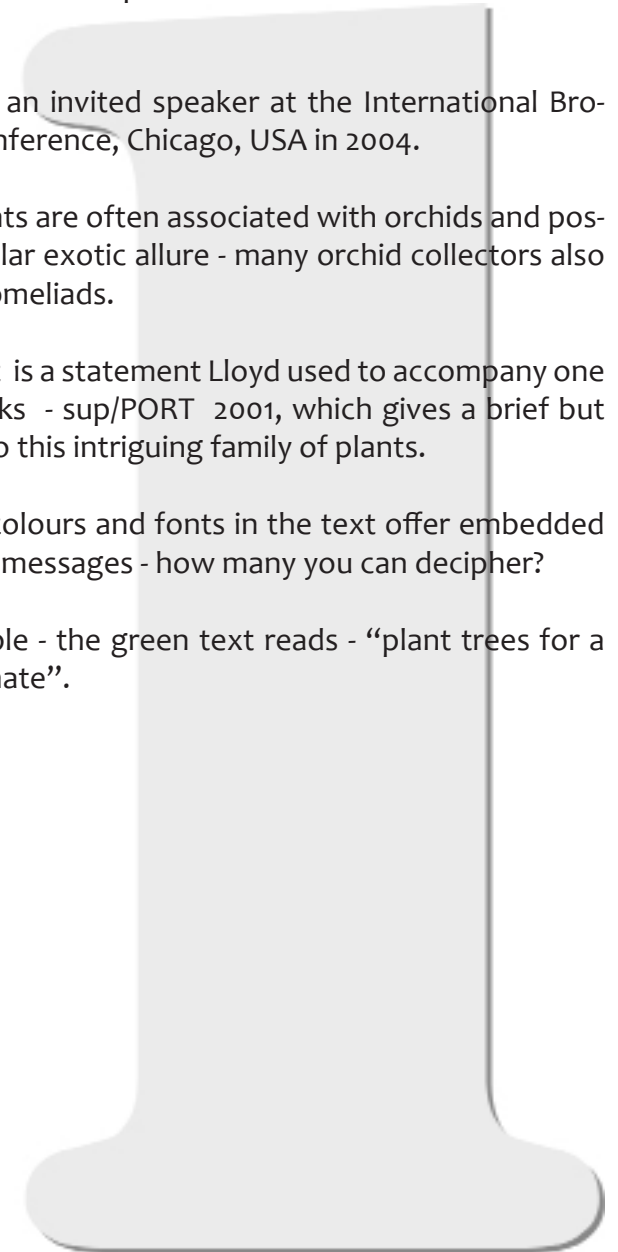 1
an invited speaker at the International Bro-
nference, Chicago, USA in 2004.
nts are often associated with orchids and pos-
lar exotic allure - many orchid collectors also
omeliads.
is a statement Lloyd used to accompany one
ks - sup/PORT 2001, which gives a brief but
o this intriguing family of plants.
colours and fonts in the text offer embedded
messages - how many you can decipher?
ple - the green text reads - “plant trees for a
nate”.